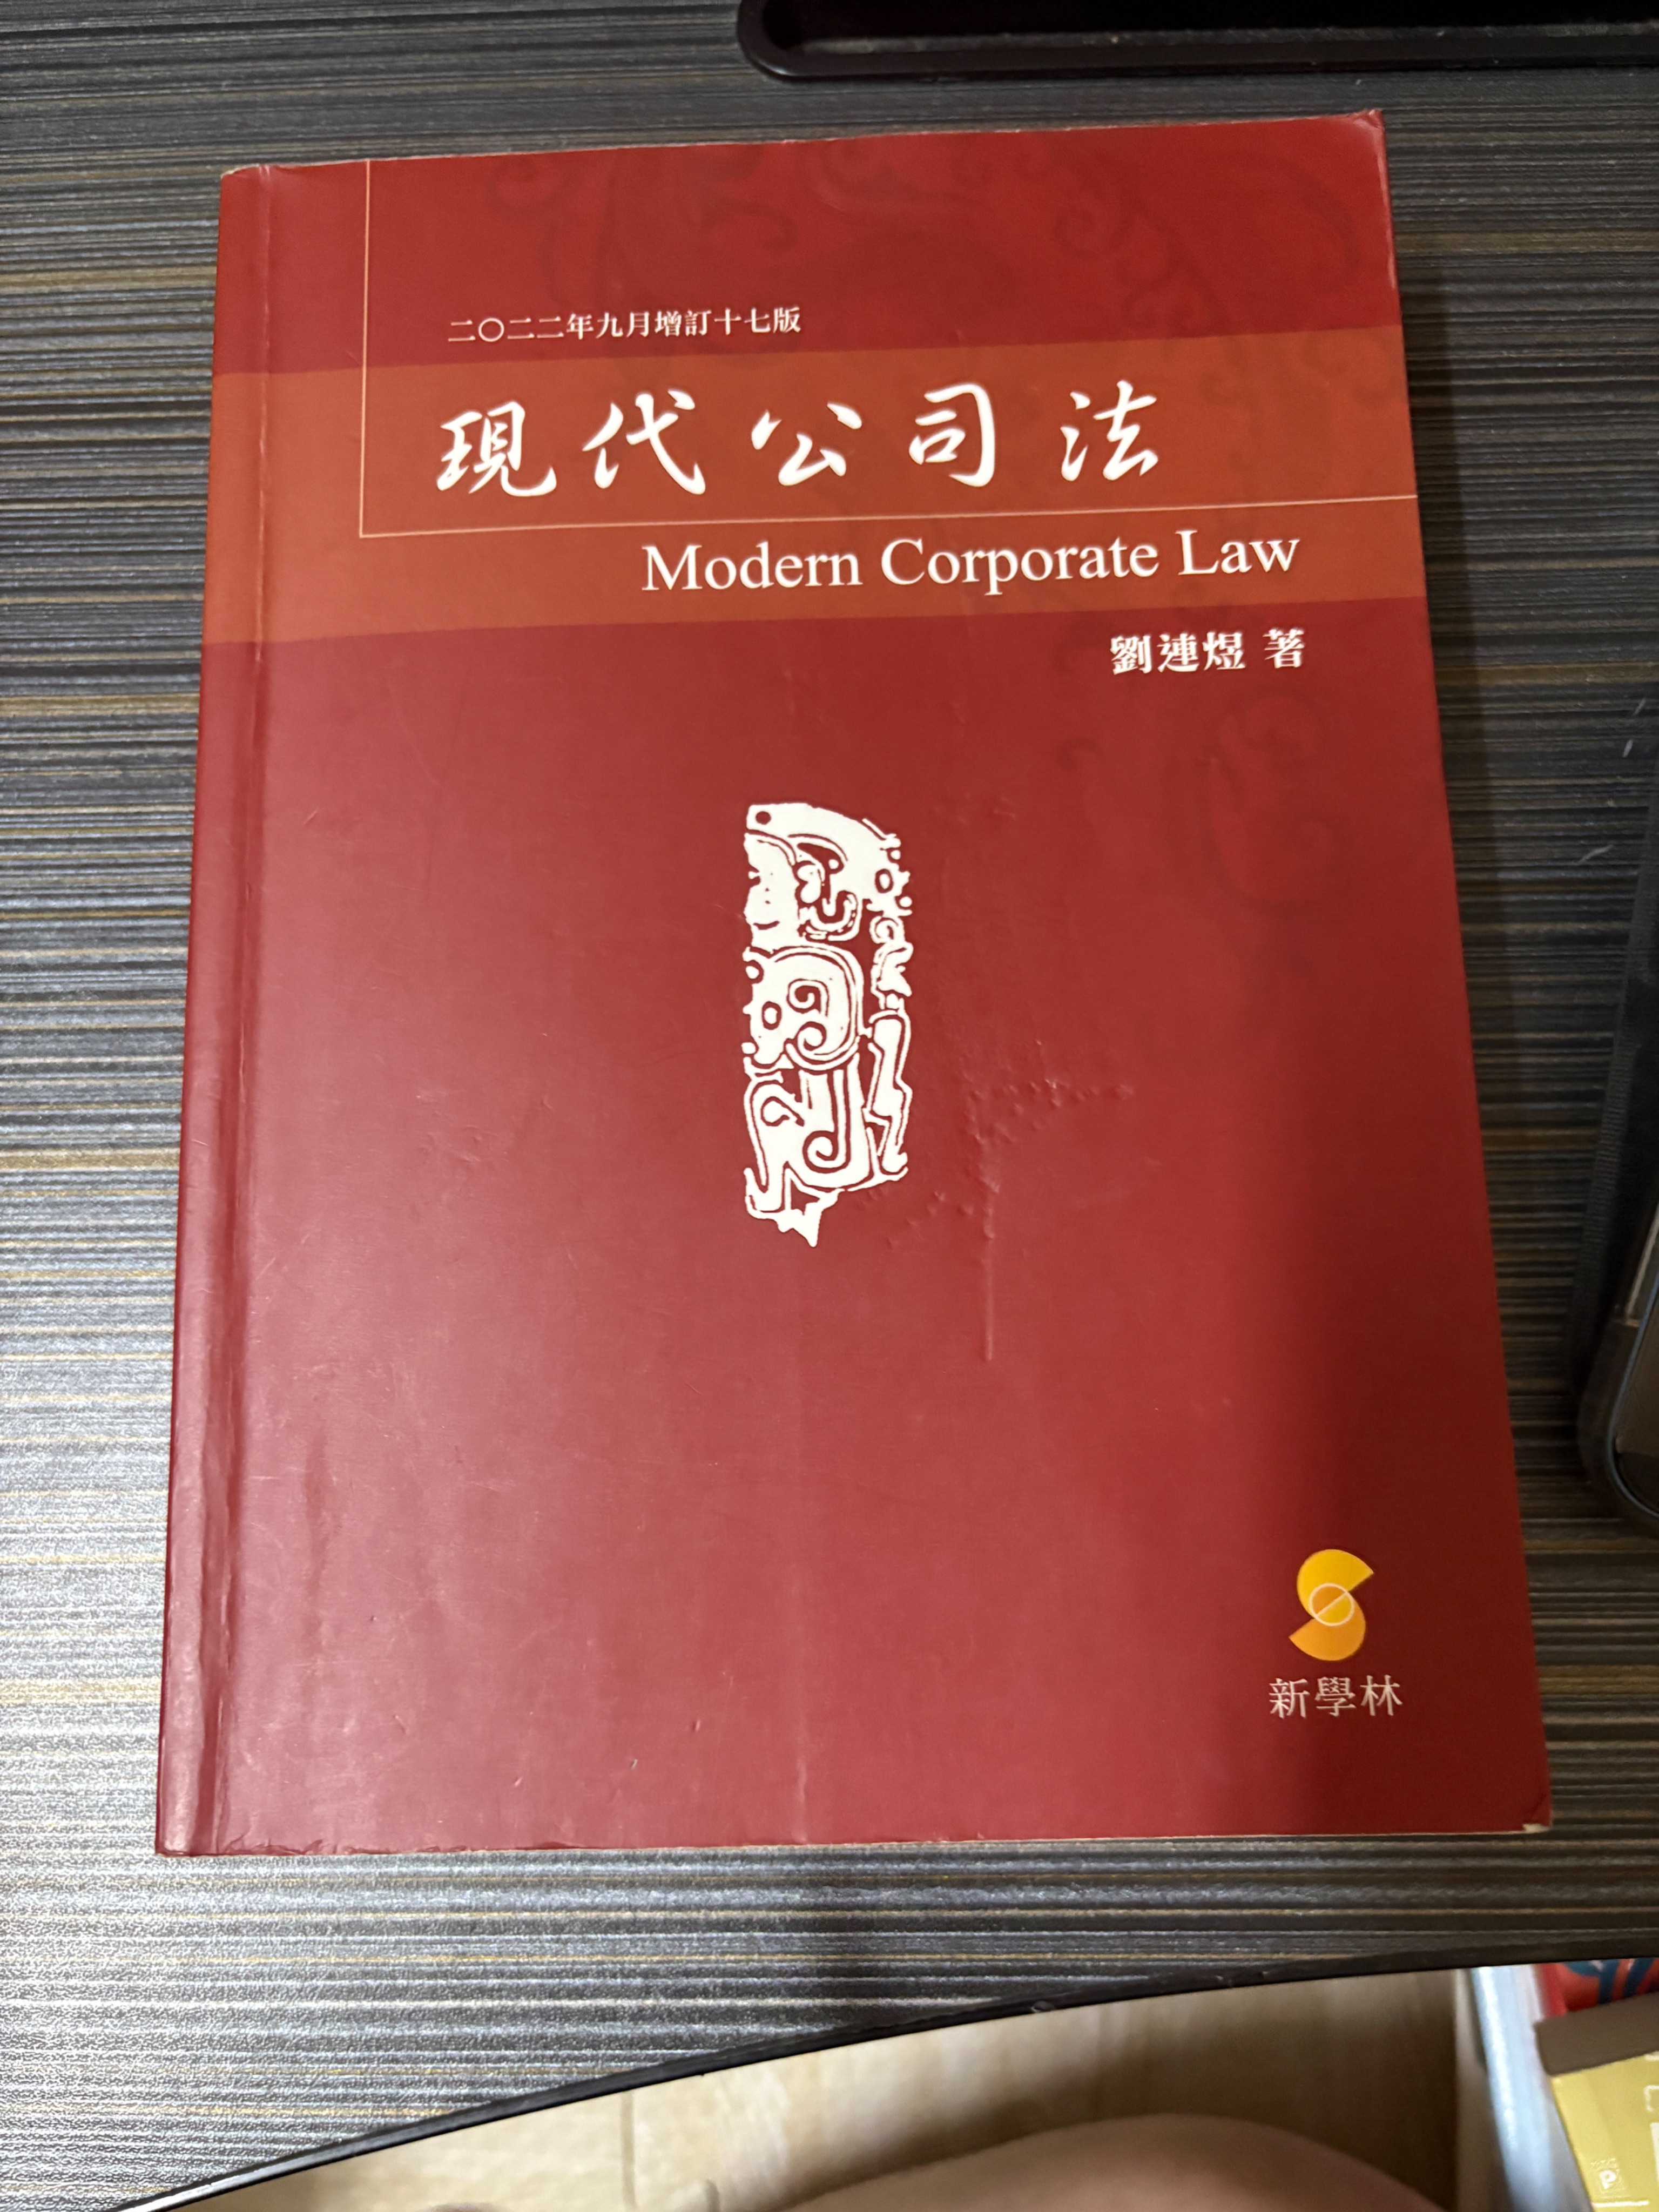 二〇二二年九月增訂十七版
現代公司法
Modern Corporate Law
劉連煜 著
新學林